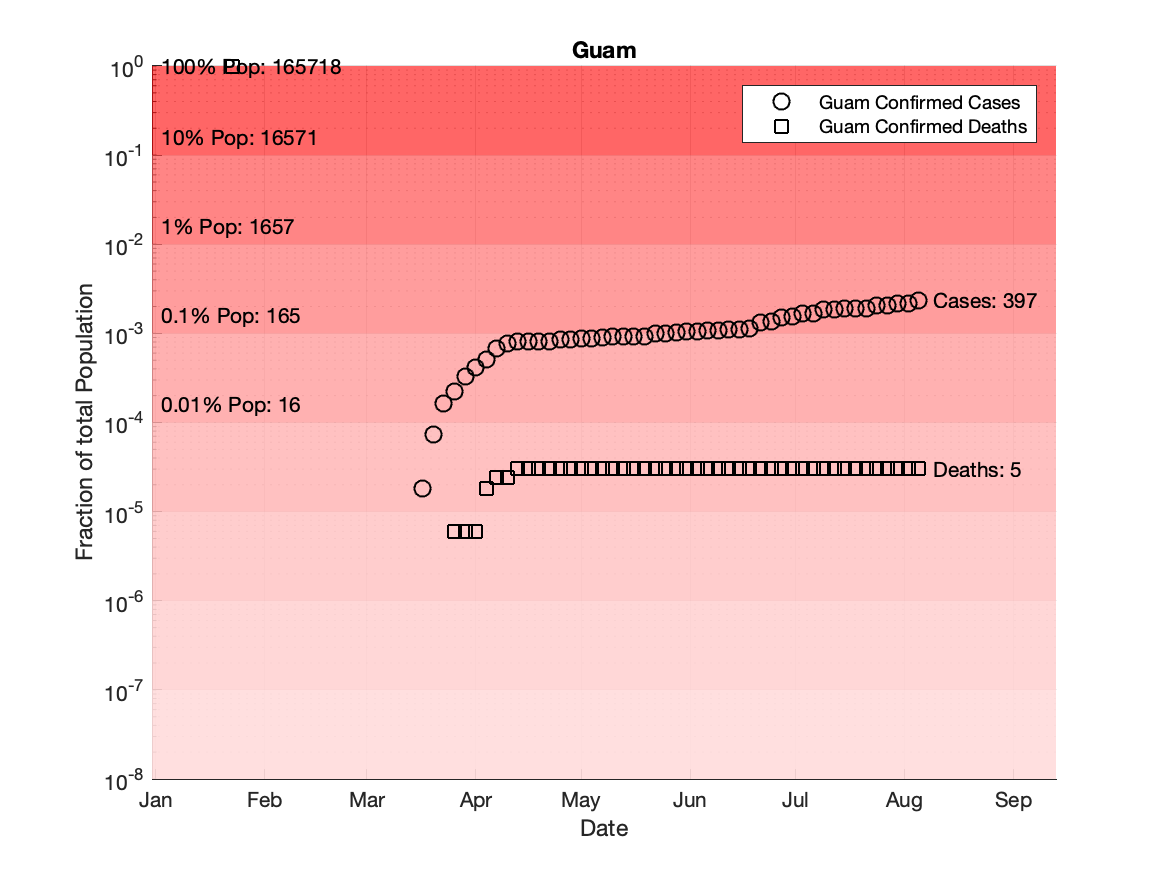 Guam
10^0
100% Pop: 165718
Guam Confirmed Cases
Guam Confirmed Deaths
10% Pop: 16571
10^-1
1% Pop: 1657
10^-2
0.1% Pop: 165
Cases: 397
10^-3
0.01% Pop: 16
10^-4
Deaths: 5
10^-5
10^-6
10^-7
10^-8
Fraction of total Population
Jan Feb Mar Apr May Jun Jul Aug Sep
Date